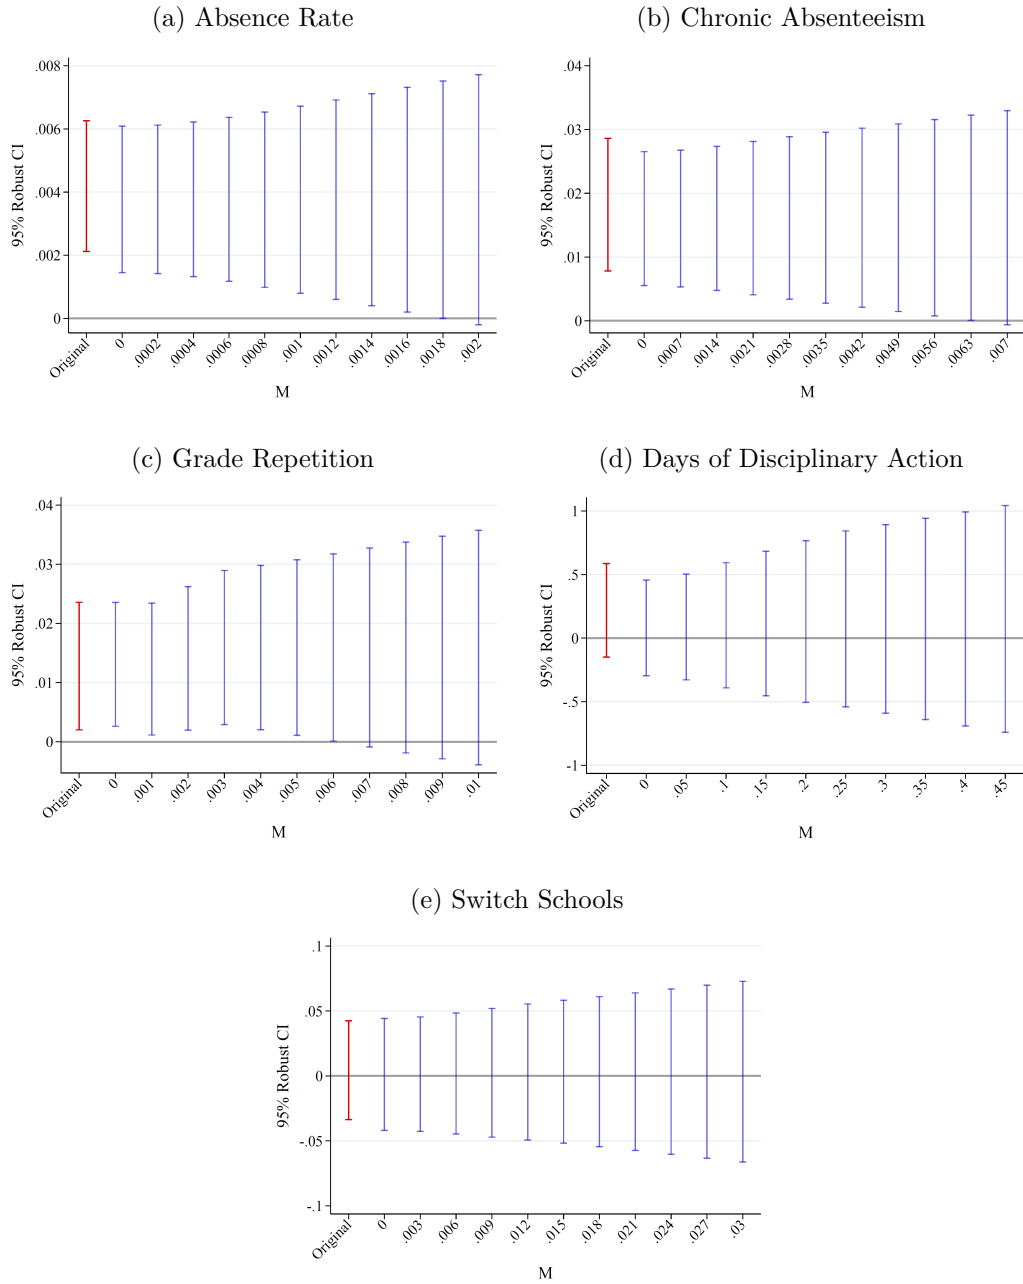 (a) Absence Rate
.008
.006
.004
.002
0
95% Robust CI
Original 0 .0002 .0004 .0006 .0008 .001 .0012 .0014 .0016 .0018 .002
M
(b) Chronic Absenteeism
.04
.03
.02
.01
0
95% Robust CI
Original 0 .0007 .0014 .0021 .0028 .0035 .0042 .0049 .0056 .0063 .007
M
(c) Grade Repetition
.04
.03
.02
.01
0
95% Robust CI
Original 0 .001 .002 .003 .004 .005 .006 .007 .008 .009 .01
M
(d) Days of Disciplinary Action
1
.5
0
-.5
-1
95% Robust CI
Original 0 .05 .1 .15 .2 .25 .3 .35 .4 .45
M
(e) Switch Schools
.1
.05
0
-.05
-.1
95% Robust CI
Original 0 .003 .006 .009 .012 .015 .018 .021 .024 .027 .03
M